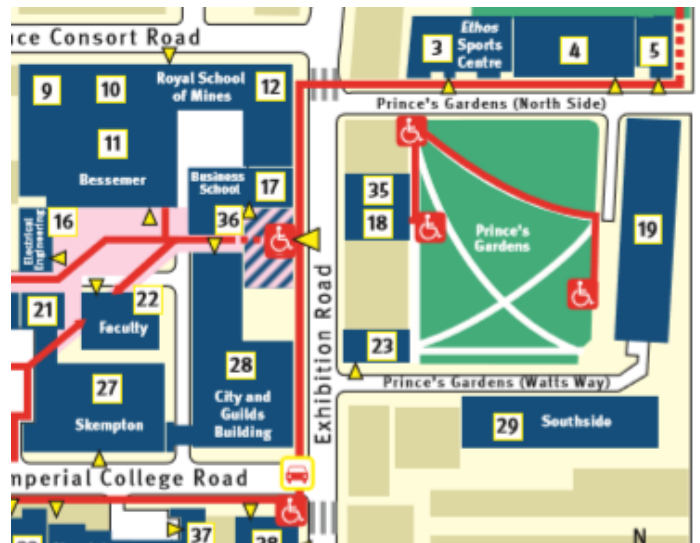 nce Consort Road
Ethos
Sports
Centre
3
4
5
9
10
Royal School
of Mines
12
Prince's Gardens (North Side)
11
Bessemer
Business
School
17
35
16
36
18
Electrical
Engineering
Prince's
Gardens
19
21
22
Faculty
Exhibition Road
23
28
27
City and
Guilds
Building
Skempton
Prince's Gardens (Watts Way)
29
Southside
mperial College Road
37
N